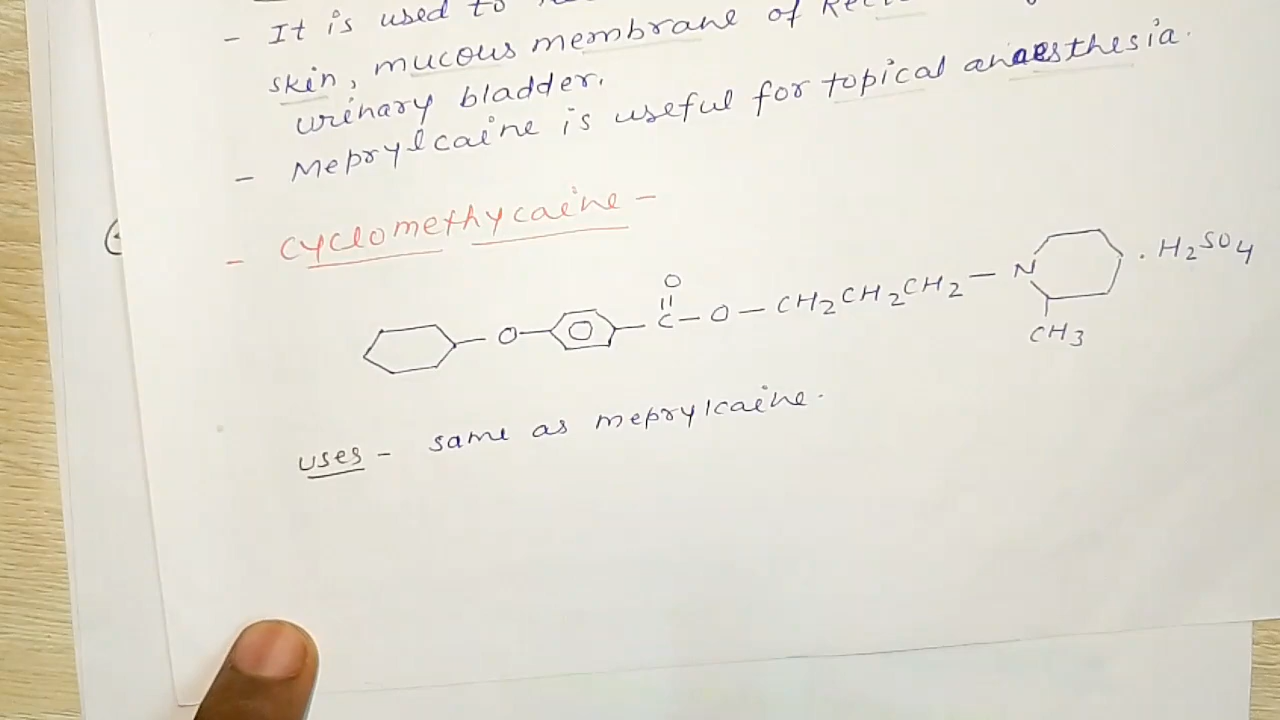 - It is used to
skin, mucous membrane of
urinary bladder.
- Meprylcaine is useful for topical anaesthesia.
- Cyclomethycaine -
O
C - O - CH2CH2CH2 - N . H2SO4
O O
CH3
uses - same as meprylcaine.